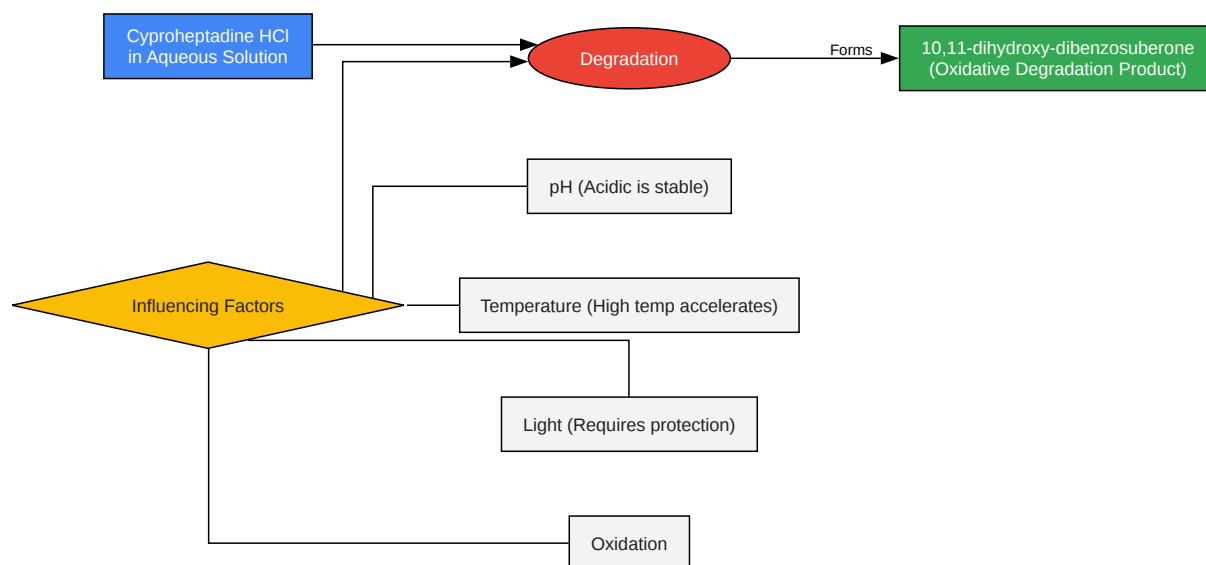 Cyproheptadine HCl
in Aqueous Solution
Degradation
Forms
10,11-dihydroxy-dibenzosuberone
(Oxidative Degradation Product)
pH (Acidic is stable)
Influencing Factors
Temperature (High temp accelerates)
Light (Requires protection)
Oxidation